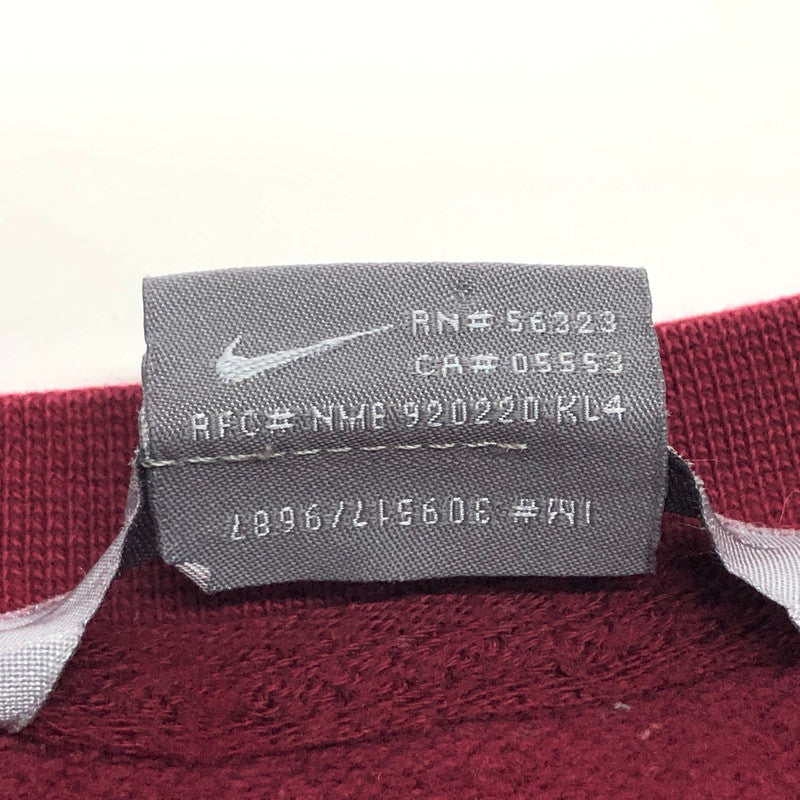 RN# 56323
CA# 05553
RFC# NME 920220 KL4
IM# 309517/9687